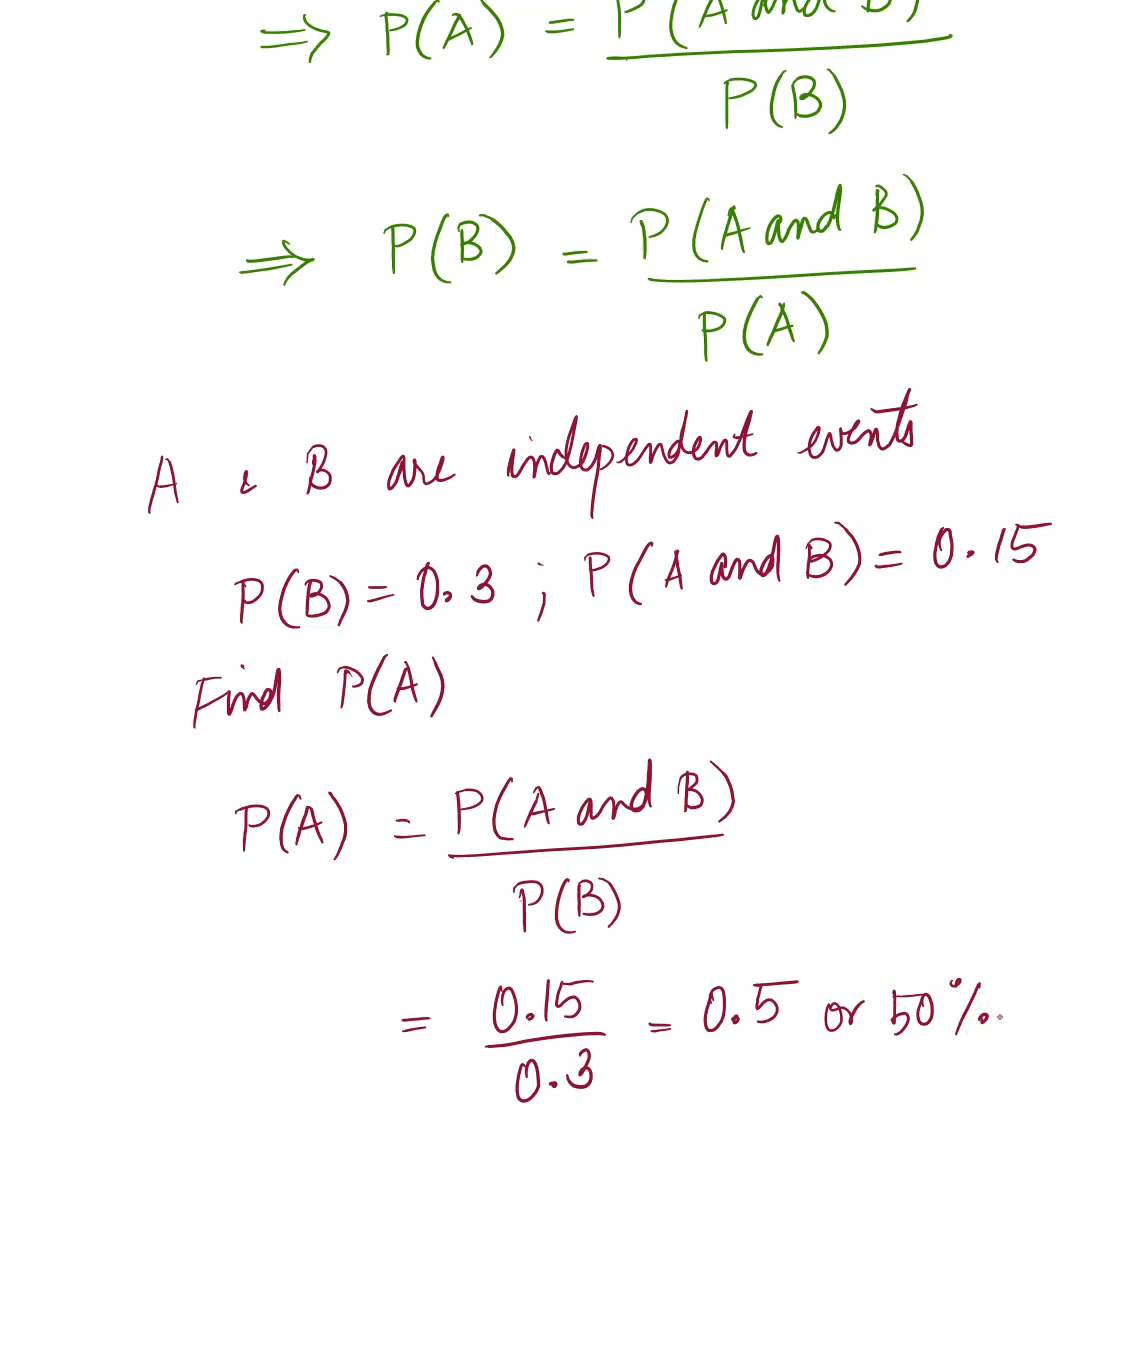 ⇒ P(A) = P(A and B)
P(B)
⇒ P(B) = P(A and B)
P(A)
A & B are independent events
P(B) = 0.3 ; P(A and B) = 0.15
Find P(A)
P(A) = P(A and B)
P(B)
= 0.15 = 0.5 or 50%.
0.3